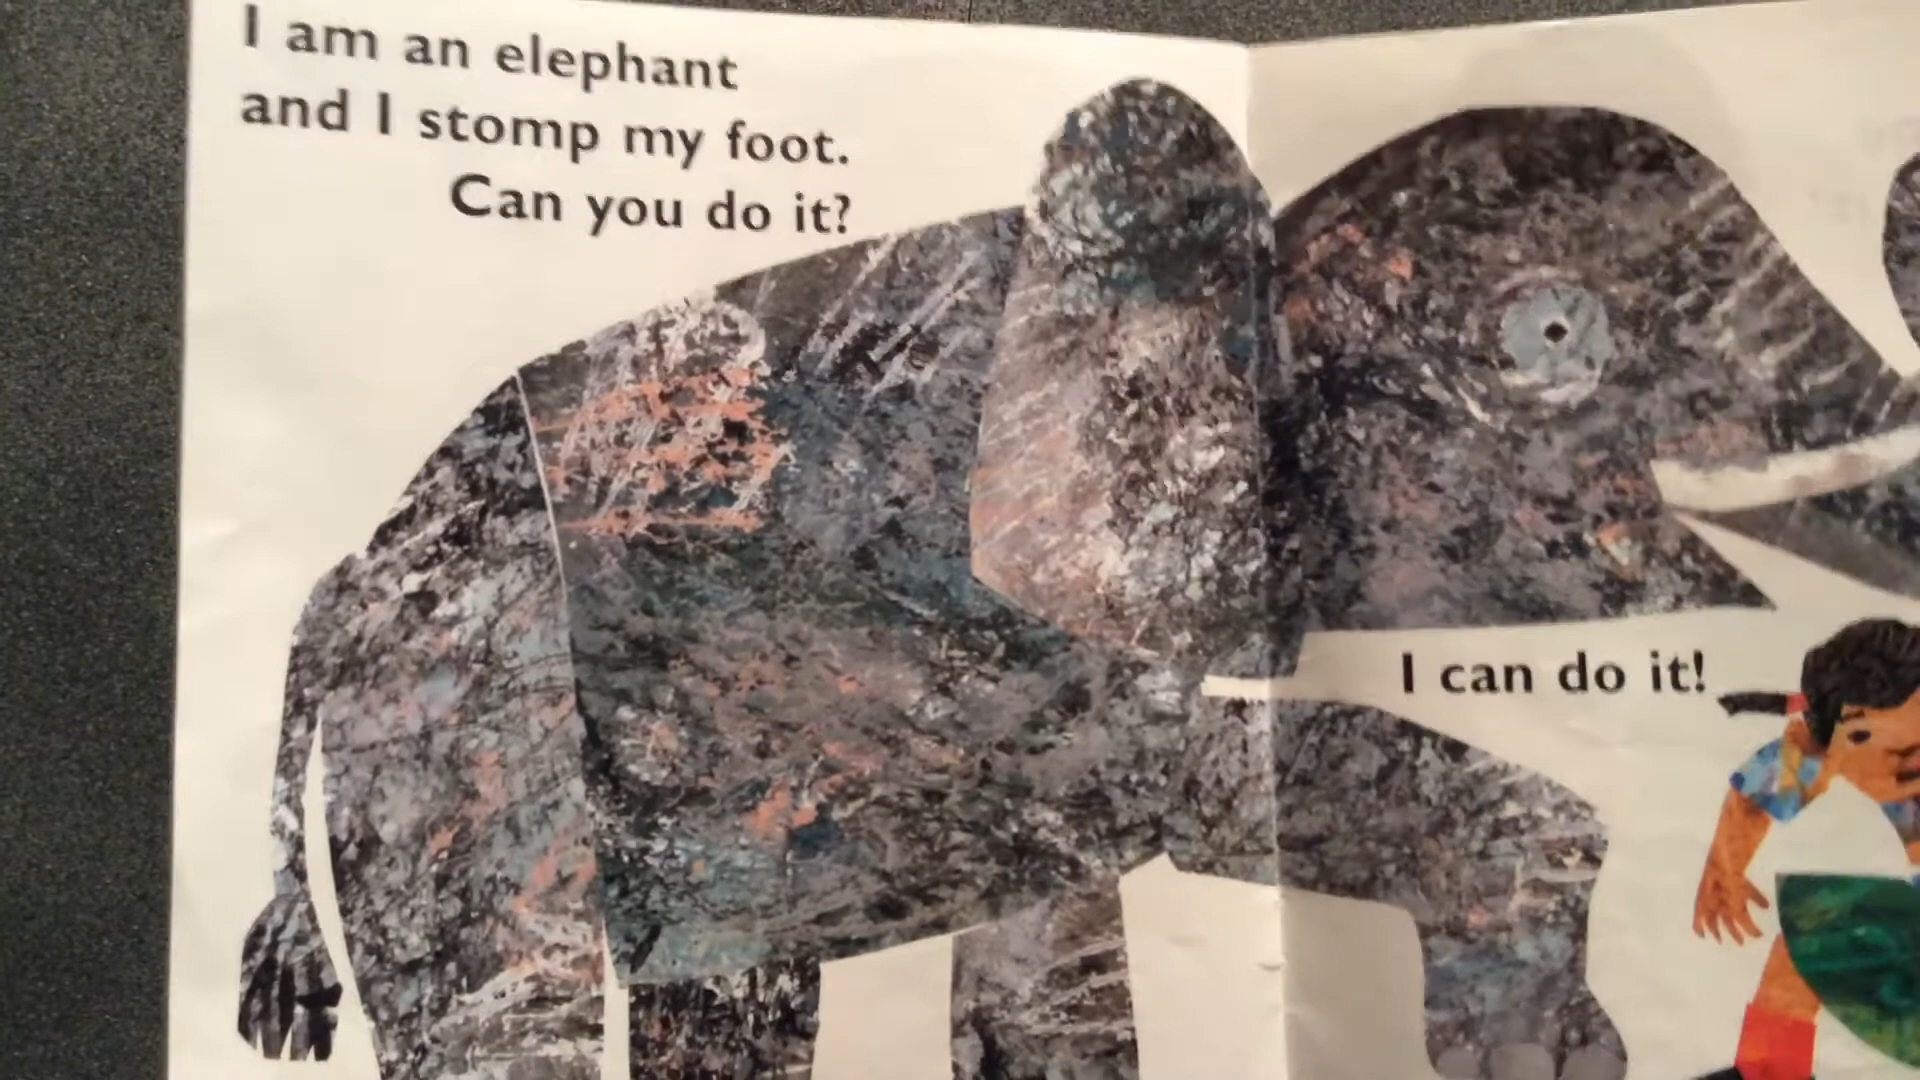 I am an elephant
and I stomp my foot.
Can you do it?
I can do it!